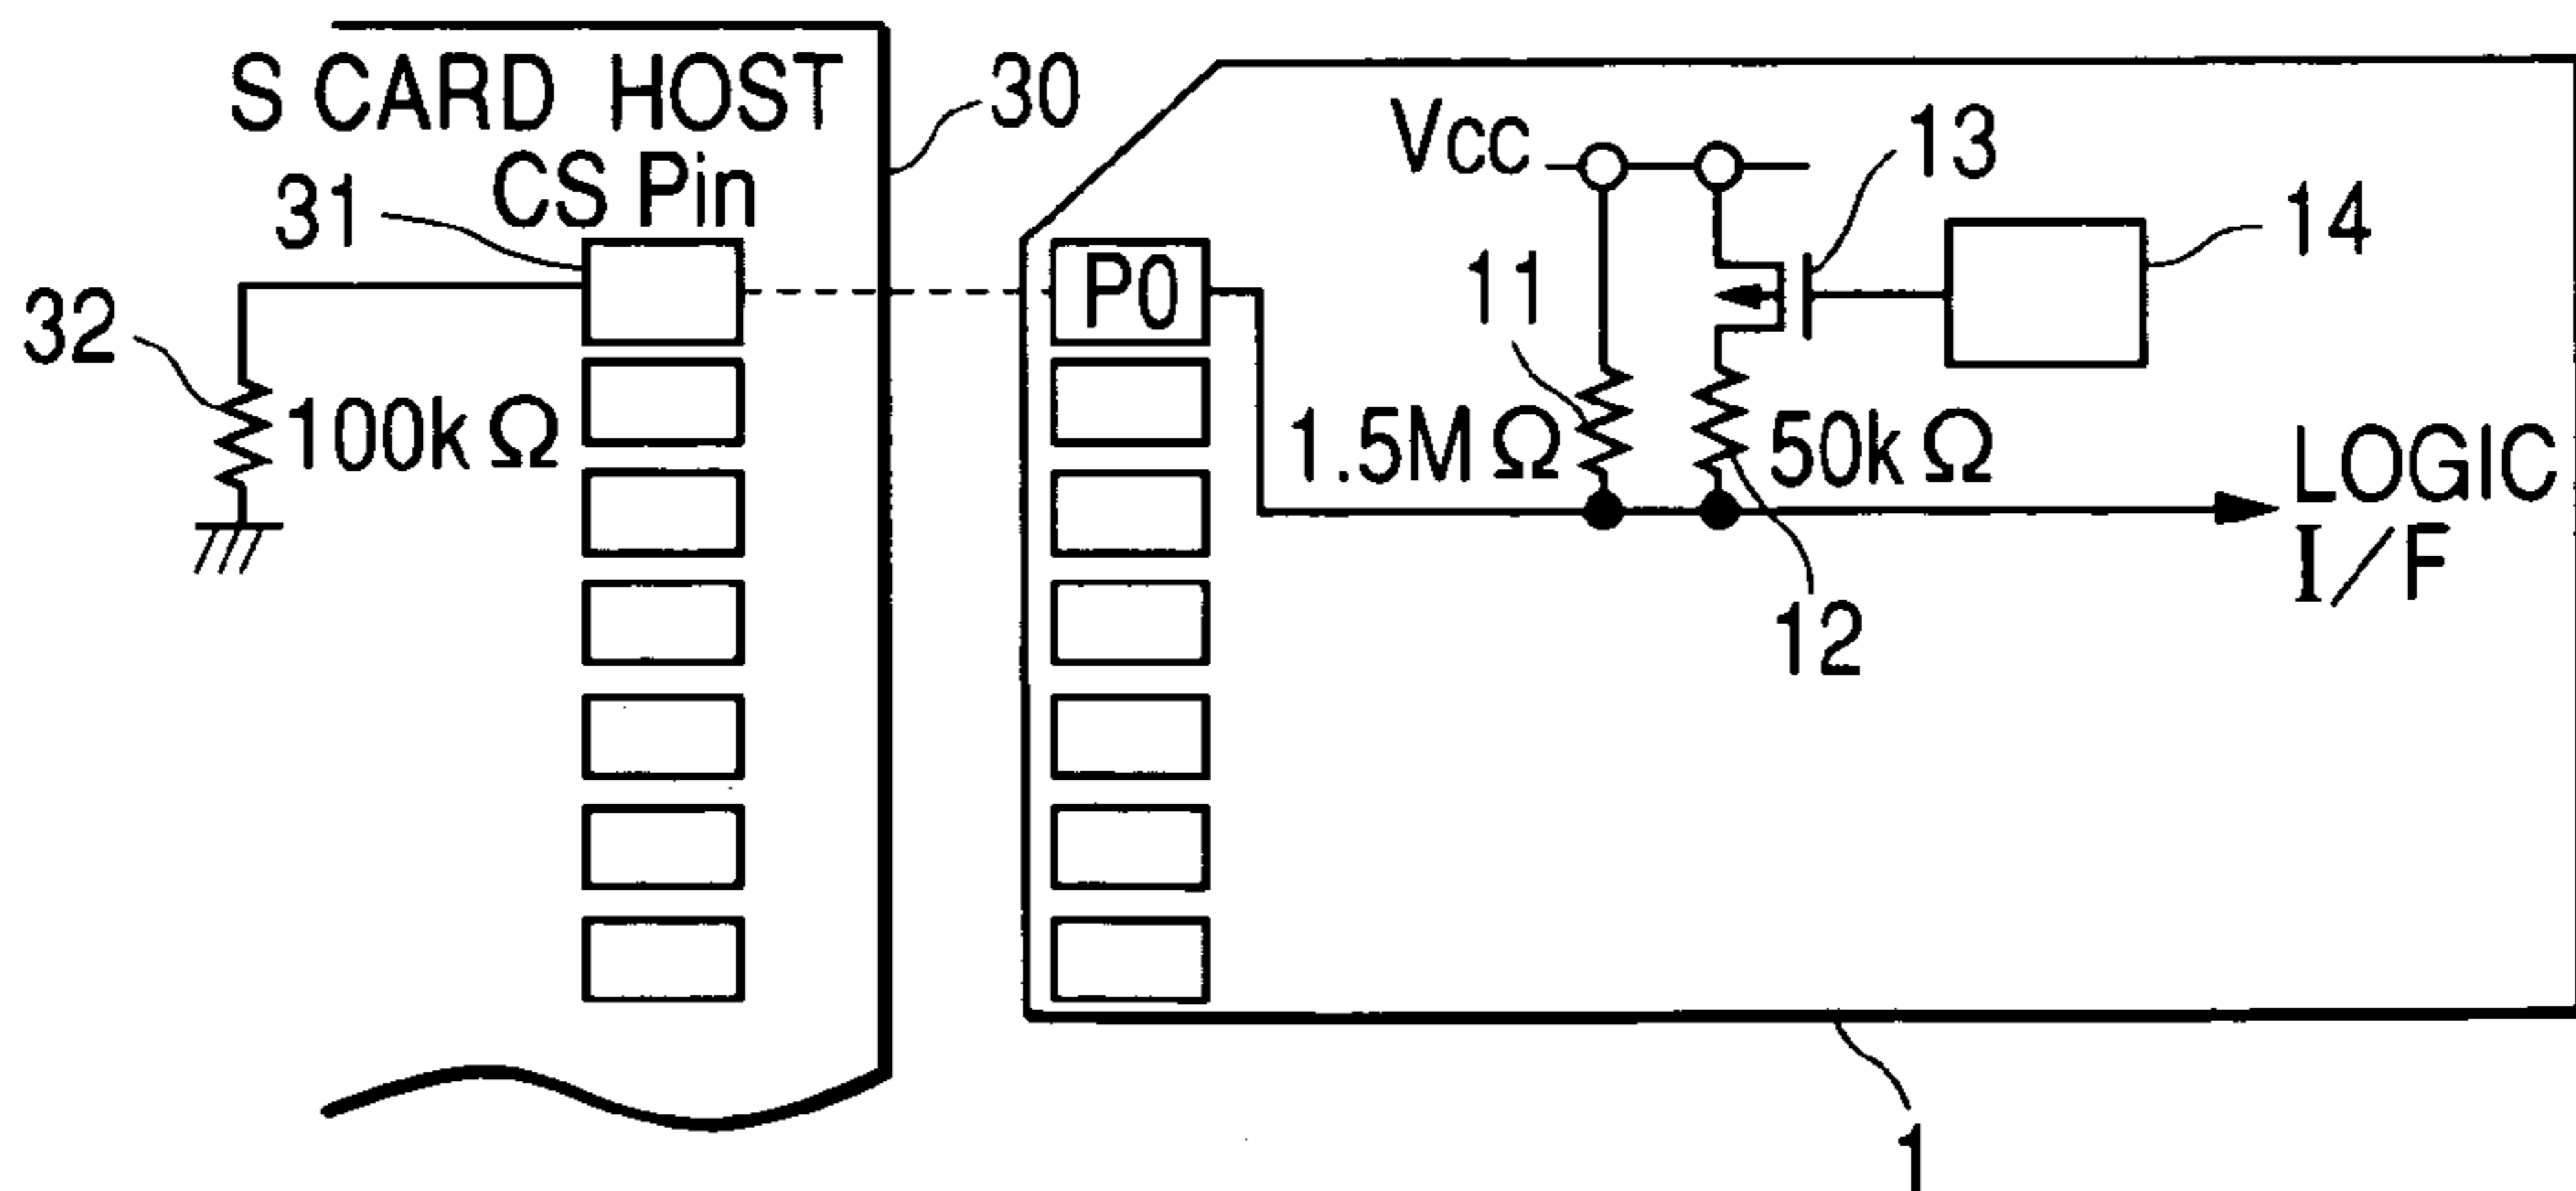 S CARD HOST
30
CS Pin
31
32
100kΩ
P0
Vcc
13
14
11
1.5MΩ
50kΩ
12
LOGIC
I/F
1